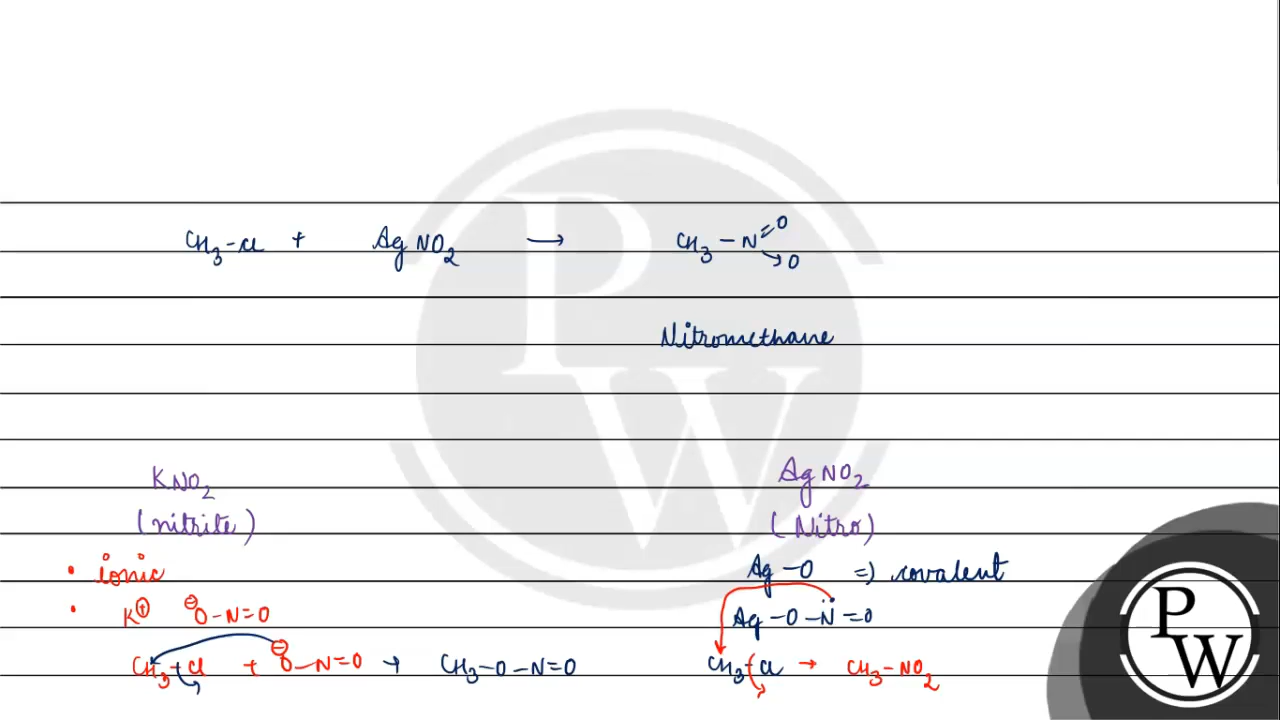 CH3-Cl + AgNO2 → CH3-N=O→O
Nitromethane
KNO2 AgNO2
(nitrite) (Nitro)
• ionic Ag-O ⇒ covalent
• K⊕ ⊖O-N=O Ag-O-N̈=O
CH3-Cl + ⊖O-N=O → CH3-O-N=O CH3-Cl → CH3-NO2
P
W
P
W